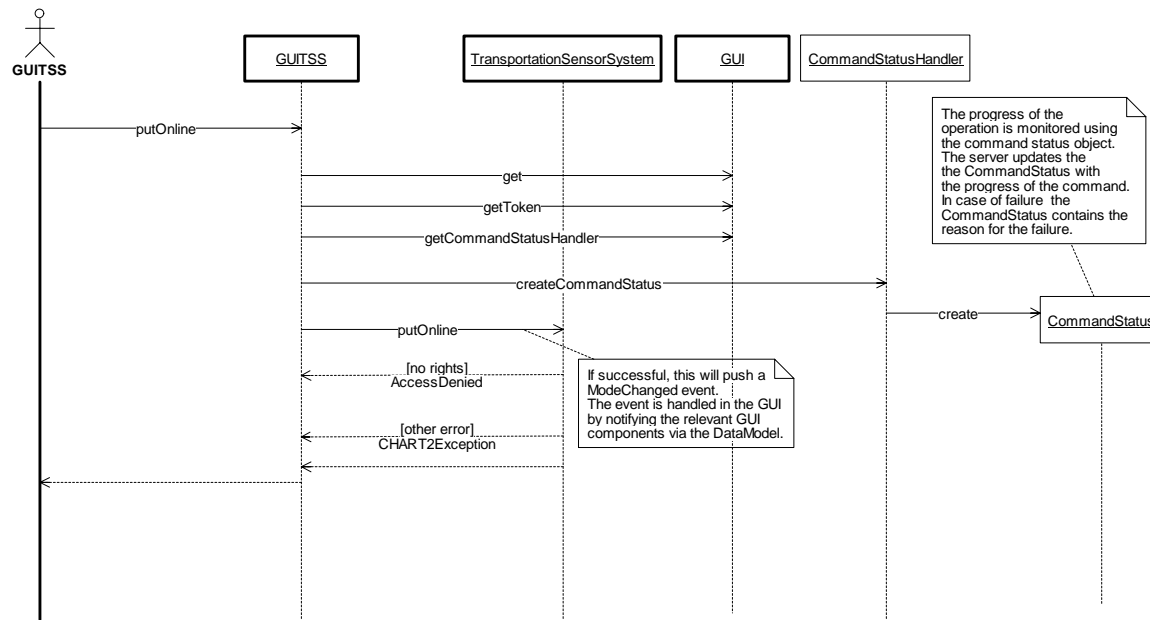 GUITSS
GUITSS
TransportationSensorSystem
GUI
CommandStatusHandler
The progress of the
operation is monitored using
the command status object.
The server updates the
the CommandStatus with
the progress of the command.
In case of failure the
CommandStatus contains the
reason for the failure.
putOnline
get
getToken
getCommandStatusHandler
createCommandStatus
create
CommandStatus
putOnline
[no rights]
AccessDenied
If successful, this will push a
ModeChanged event.
The event is handled in the GUI
by notifying the relevant GUI
components via the DataModel.
[other error]
CHART2Exception